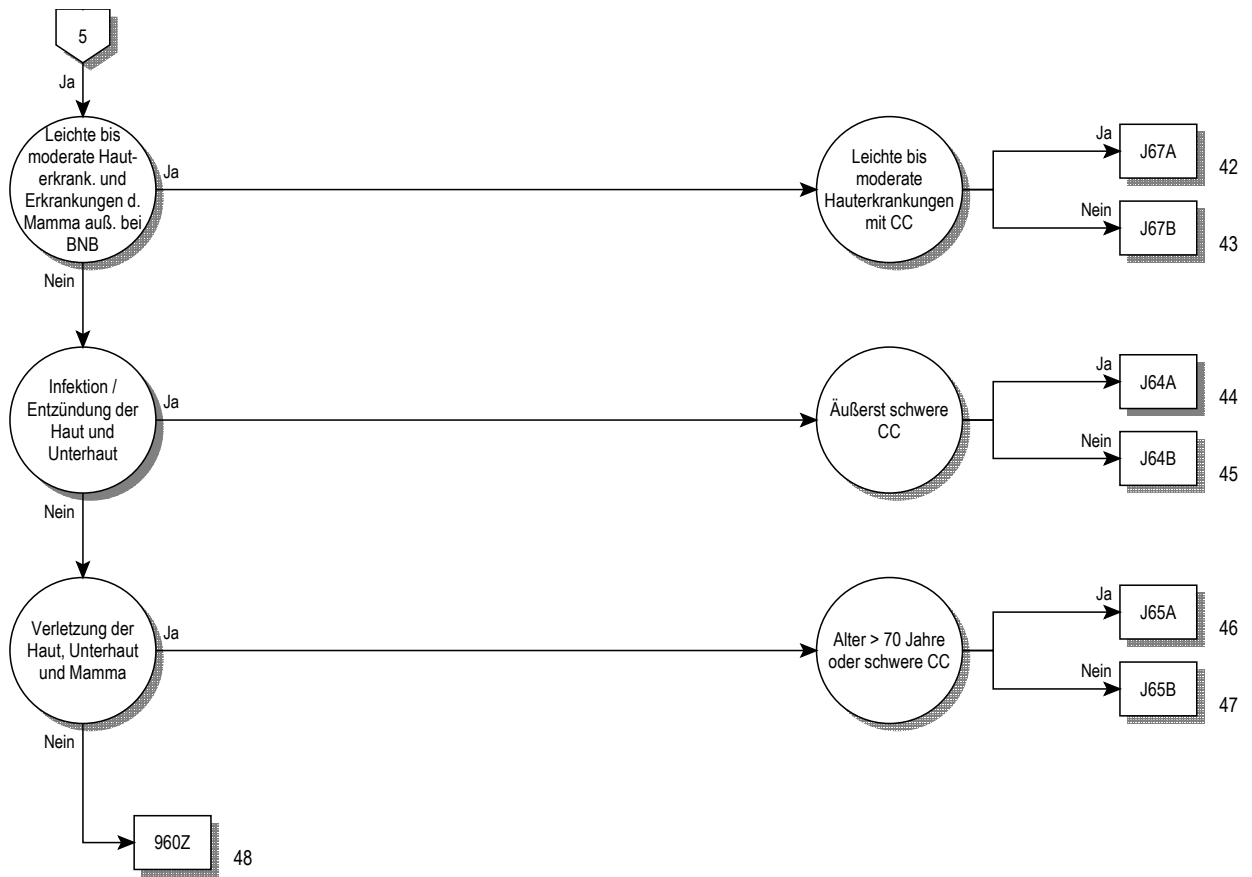 5
Ja
Leichte bis
moderate Haut-
erkrank. und
Erkrankungen d.
Mamma auß. bei
BNB
Ja
Leichte bis
moderate
Hauterkrankungen
mit CC
Ja
J67A
42
Nein
J67B
43
Nein
Infektion /
Entzündung der
Haut und
Unterhaut
Ja
Äußerst schwere
CC
Ja
J64A
44
Nein
J64B
45
Nein
Verletzung der
Haut, Unterhaut
und Mamma
Ja
Alter > 70 Jahre
oder schwere CC
Ja
J65A
46
Nein
J65B
47
Nein
960Z
48